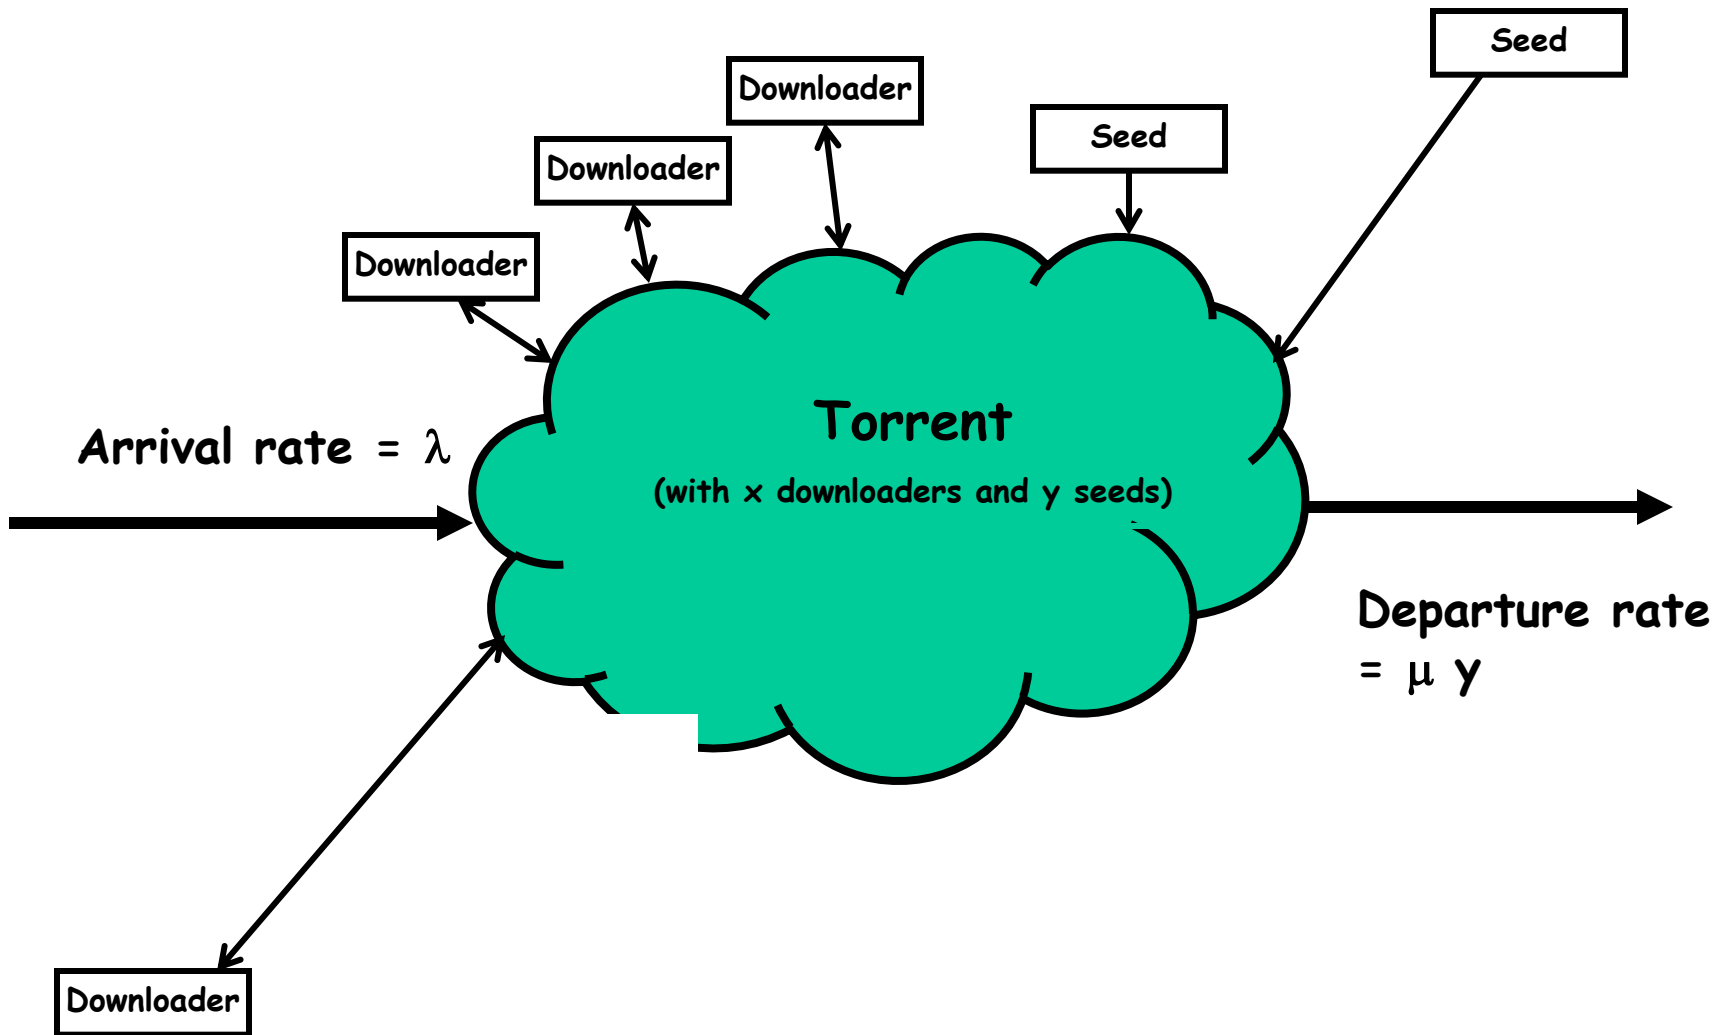 Seed
Downloader
Seed
Downloader
Downloader
Torrent
Arrival rate = λ
(with x downloaders and y seeds)
Departure rate
= μ y
Downloader